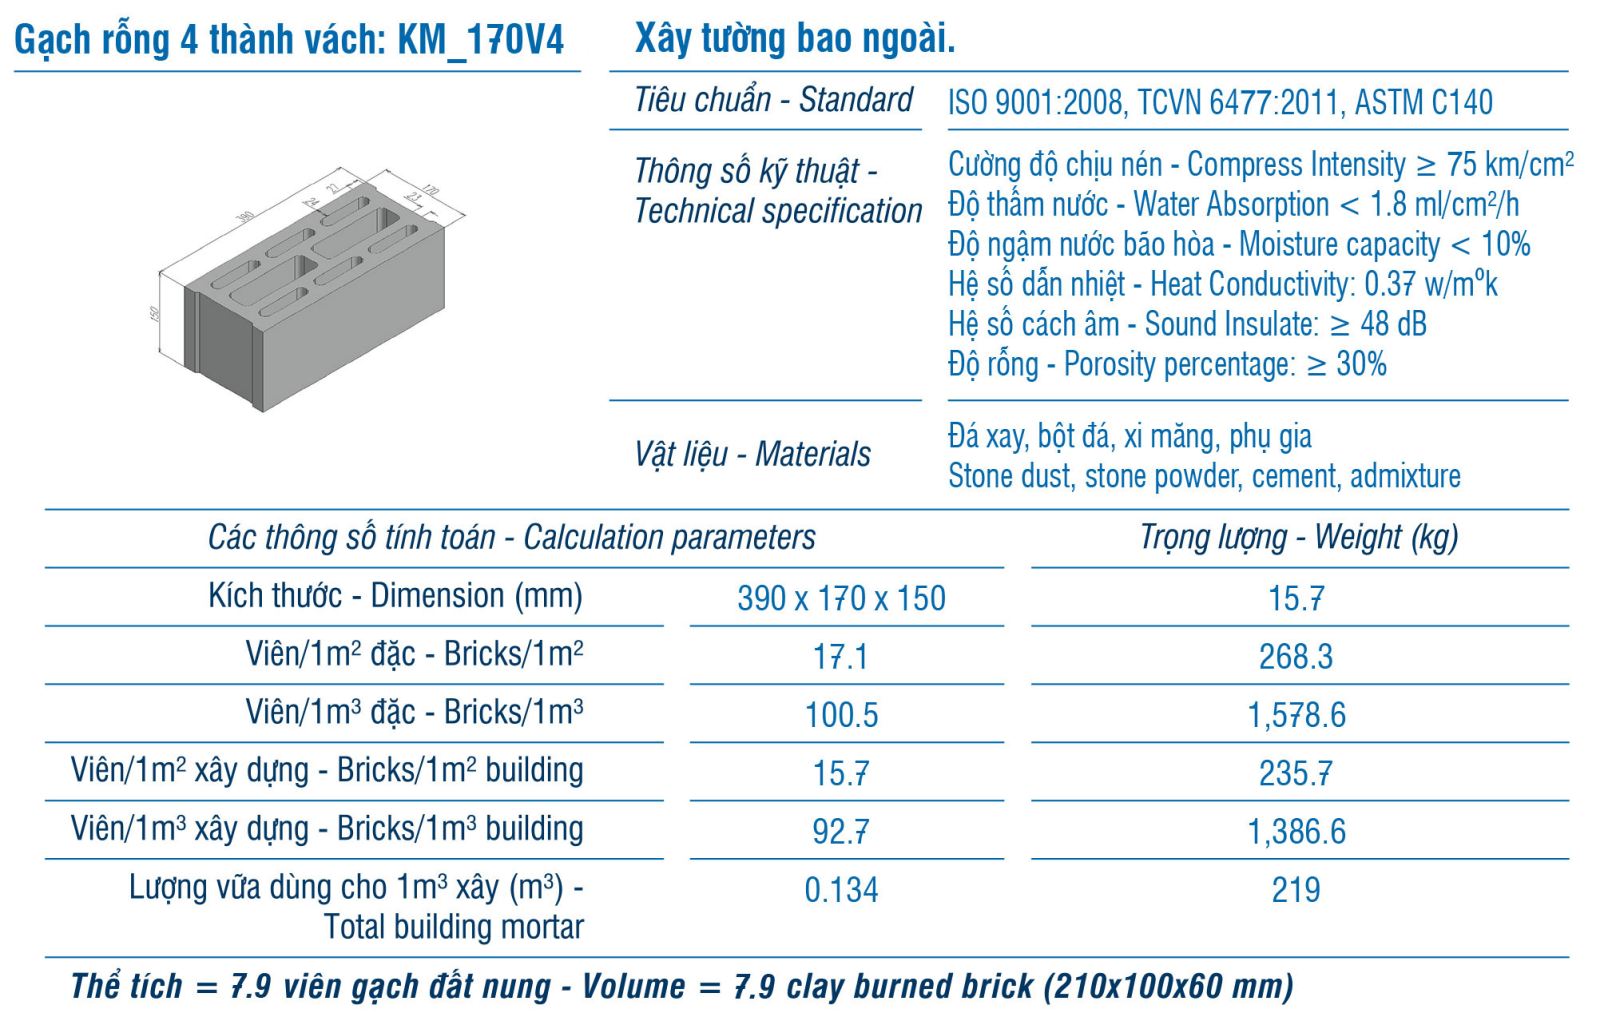 Gạch rỗng 4 thành vách: KM_170V4
Xây tường bao ngoài.
Tiêu chuẩn - Standard
ISO 9001:2008, TCVN 6477:2011, ASTM C140
Thông số kỹ thuật -
Technical specification
Cường độ chịu nén - Compress Intensity ≥ 75 km/cm²
Độ thấm nước - Water Absorption < 1.8 ml/cm²/h
Độ ngậm nước bão hòa - Moisture capacity < 10%
Hệ số dẫn nhiệt - Heat Conductivity: 0.37 w/mºk
Hệ số cách âm - Sound Insulate: ≥ 48 dB
Độ rỗng - Porosity percentage: ≥ 30%
390
27
24
170
23
150
Vật liệu - Materials
Đá xay, bột đá, xi măng, phụ gia
Stone dust, stone powder, cement, admixture
Các thông số tính toán - Calculation parameters
Trọng lượng - Weight (kg)
Kích thước - Dimension (mm) 390 x 170 x 150 15.7
Viên/1m² đặc - Bricks/1m² 17.1 268.3
Viên/1m³ đặc - Bricks/1m³ 100.5 1,578.6
Viên/1m² xây dựng - Bricks/1m² building 15.7 235.7
Viên/1m³ xây dựng - Bricks/1m³ building 92.7 1,386.6
Lượng vữa dùng cho 1m³ xây (m³) - 0.134 219
Total building mortar
Thể tích = 7.9 viên gạch đất nung - Volume = 7.9 clay burned brick (210x100x60 mm)